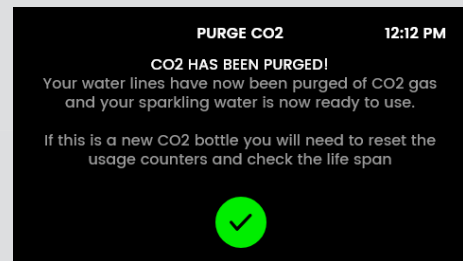 PURGE CO2 12:12 PM
CO2 HAS BEEN PURGED!
Your water lines have now been purged of CO2 gas
and your sparkling water is now ready to use.
If this is a new CO2 bottle you will need to reset the
usage counters and check the life span